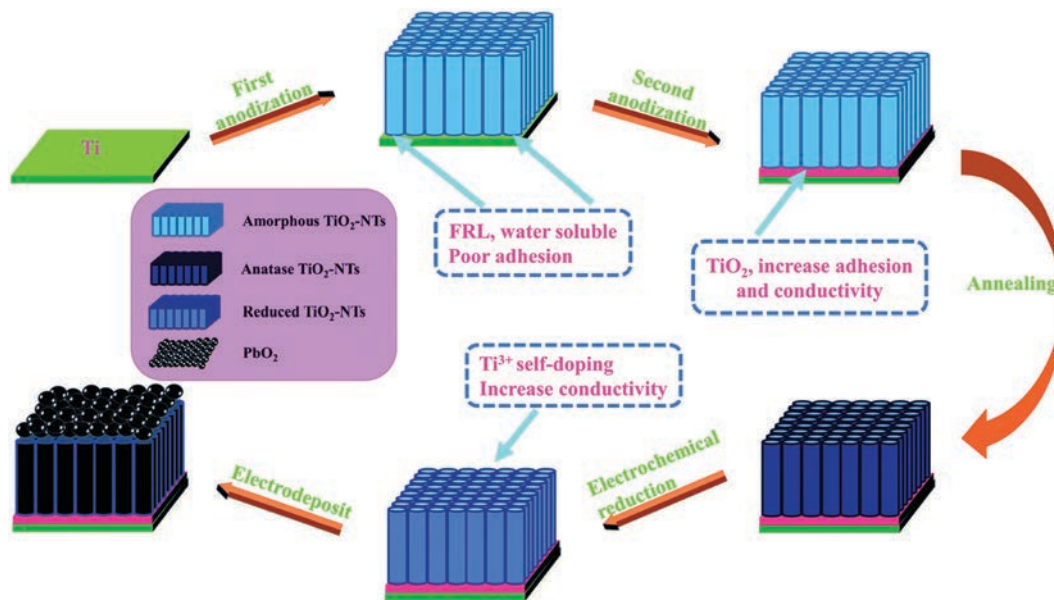 Ti
First
anodization
Second
anodization
FRL, water soluble
Poor adhesion
TiO₂, increase adhesion
and conductivity
Annealing
Amorphous TiO₂-NTs
Anatase TiO₂-NTs
Reduced TiO₂-NTs
PbO₂
Ti³⁺ self-doping
Increase conductivity
Electrochemical
reduction
Electrodeposit